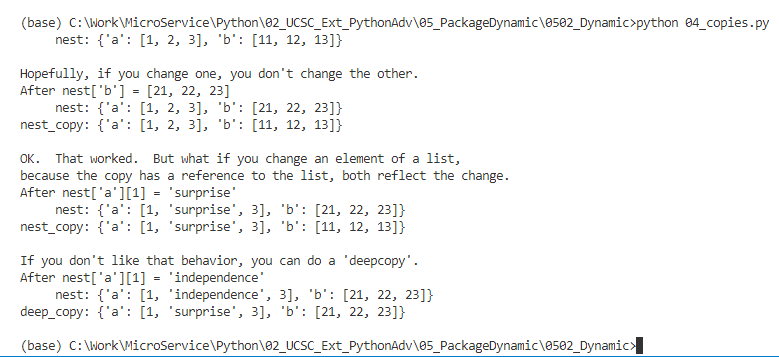 (base) C:\Work\MicroService\Python\02_UCSC_Ext_PythonAdv\05_PackageDynamic\0502_Dynamic>python 04_copies.py
     nest: {'a': [1, 2, 3], 'b': [11, 12, 13]}

Hopefully, if you change one, you don't change the other.
After nest['b'] = [21, 22, 23]
     nest: {'a': [1, 2, 3], 'b': [21, 22, 23]}
nest_copy: {'a': [1, 2, 3], 'b': [11, 12, 13]}

OK.  That worked.  But what if you change an element of a list,
because the copy has a reference to the list, both reflect the change.
After nest['a'][1] = 'surprise'
     nest: {'a': [1, 'surprise', 3], 'b': [21, 22, 23]}
nest_copy: {'a': [1, 'surprise', 3], 'b': [11, 12, 13]}

If you don't like that behavior, you can do a 'deepcopy'.
After nest['a'][1] = 'independence'
     nest: {'a': [1, 'independence', 3], 'b': [21, 22, 23]}
deep_copy: {'a': [1, 'surprise', 3], 'b': [21, 22, 23]}

(base) C:\Work\MicroService\Python\02_UCSC_Ext_PythonAdv\05_PackageDynamic\0502_Dynamic>